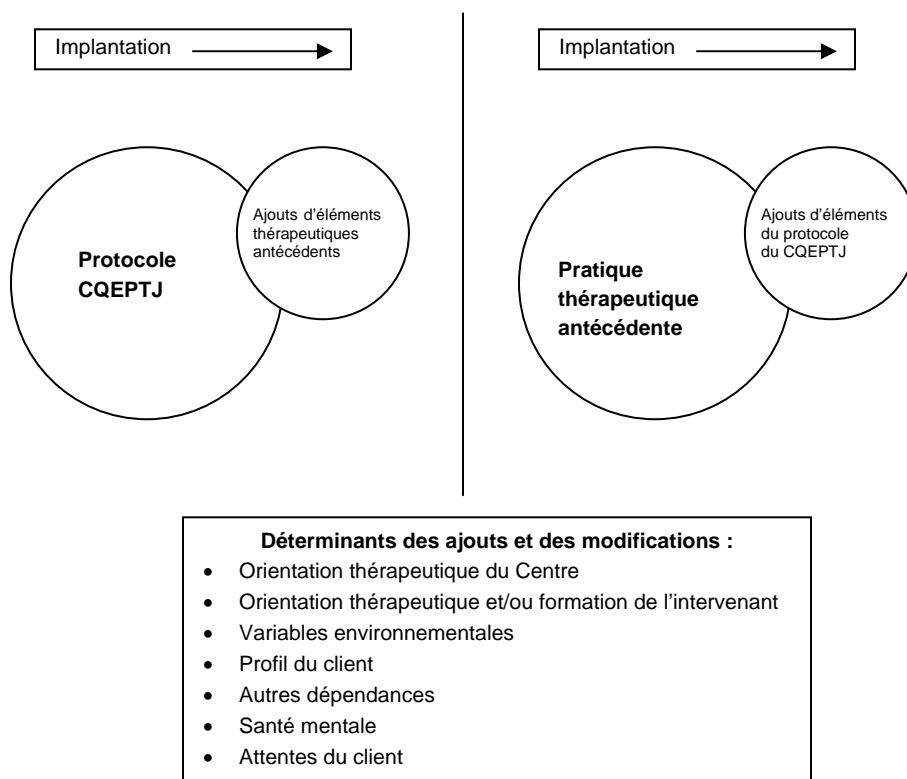 Implantation
Implantation
Protocole
CQEPTJ
Ajouts d'éléments
thérapeutiques
antécédents
Pratique
thérapeutique
antécédente
Ajouts d'éléments
du protocole
du CQEPTJ
Déterminants des ajouts et des modifications :
• Orientation thérapeutique du Centre
• Orientation thérapeutique et/ou formation de l'intervenant
• Variables environnementales
• Profil du client
• Autres dépendances
• Santé mentale
• Attentes du client